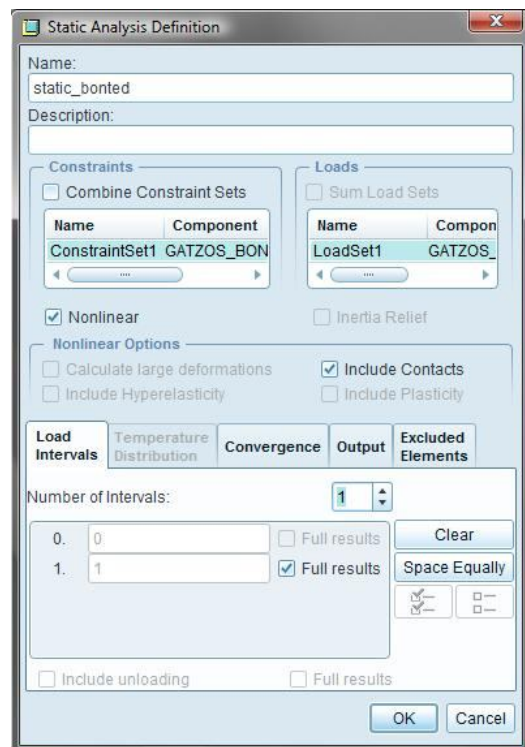 Static Analysis Definition
Name:
static_bonted
Description:
Constraints
Combine Constraint Sets
Name Component
ConstraintSet1 GATZOS_BON
Loads
Sum Load Sets
Name Compon
LoadSet1 GATZOS_
Nonlinear
Inertia Relief
Nonlinear Options
Calculate large deformations
Include Contacts
Include Hyperelasticity
Include Plasticity
Load Intervals
Temperature Distribution
Convergence
Output
Excluded Elements
Number of Intervals: 1
0. 0 Full results
1. 1 Full results
Clear
Space Equally
Include unloading
Full results
OK
Cancel